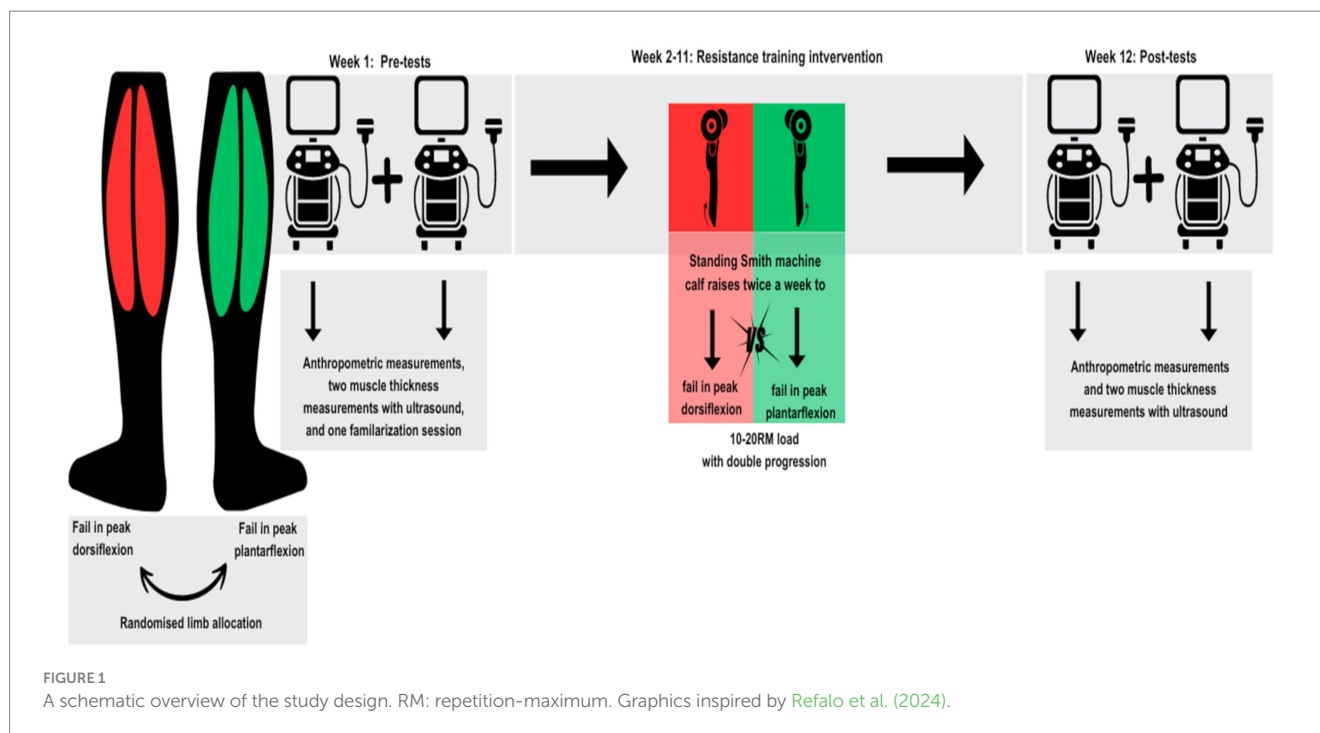 Week 1: Pre-tests
Week 2-11: Resistance training intvervention
Week 12: Post-tests
Anthropometric measurements,
two muscle thickness
measurements with ultrasound,
and one familarization session
Standing Smith machine
calf raises twice a week to
VS
fail in peak
dorsiflexion
fail in peak
plantarflexion
10-20RM load
with double progression
Anthropometric measurements
and two muscle thickness
measurements with ultrasound
Fail in peak
dorsiflexion
Fail in peak
plantarflexion
Randomised limb allocation
FIGURE 1
A schematic overview of the study design. RM: repetition-maximum. Graphics inspired by Refalo et al. (2024).